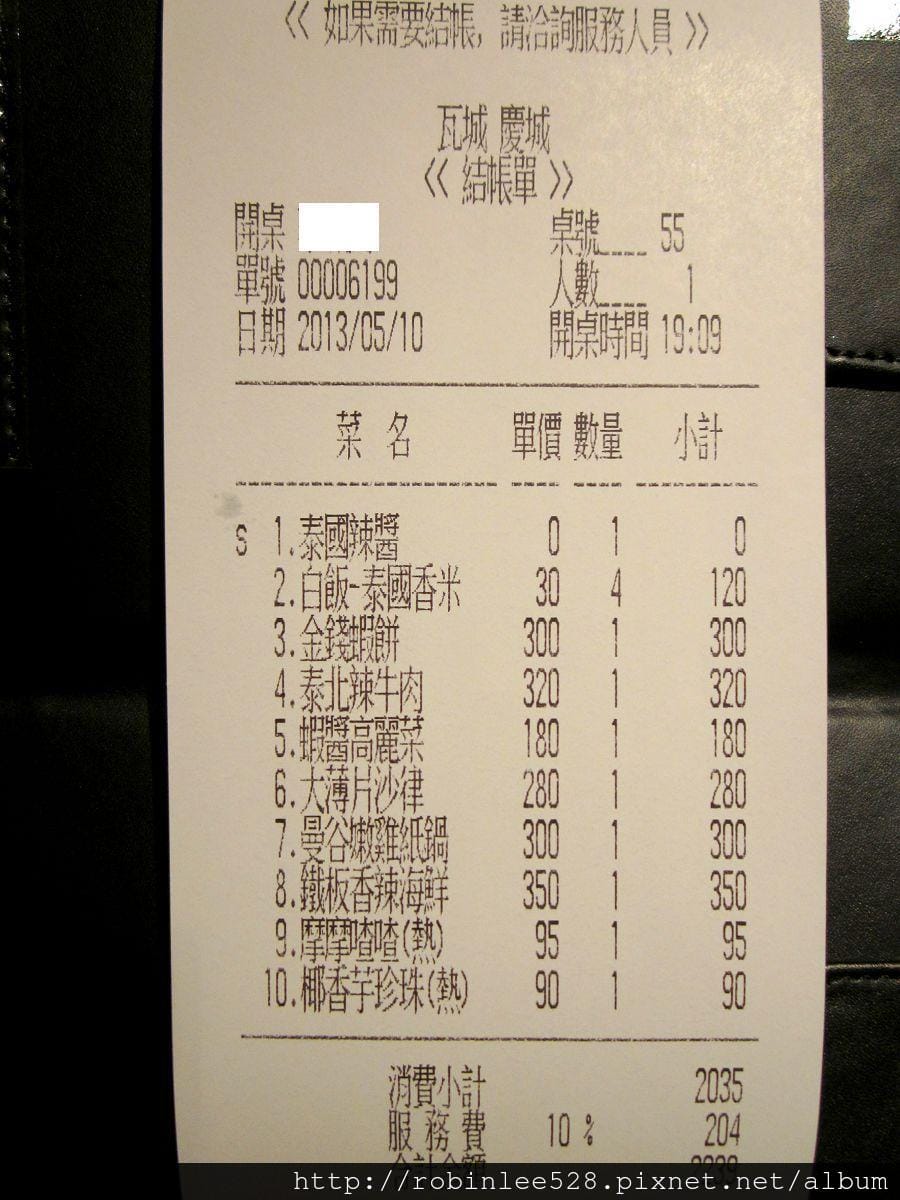 《 如果需要結帳, 請洽詢服務人員 》
瓦城 慶城
《 結帳單 》
開桌 桌號____ 55
單號 00006199 人數____ 1
日期 2013/05/10 開桌時間 19:09
菜 名 單價 數量 小計
S 1.泰國辣醬 0 1 0
2.白飯-泰國香米 30 4 120
3.金錢蝦餅 300 1 300
4.泰北辣牛肉 320 1 320
5.蝦醬高麗菜 180 1 180
6.大薄片沙律 280 1 280
7.曼谷嫩雞紙鍋 300 1 300
8.鐵板香辣海鮮 350 1 350
9.摩摩喳喳(熱) 95 1 95
10.椰香芋珍珠(熱) 90 1 90
消費小計 2035
服 務 費 10 % 204
合計金額 2239
http://robinlee528.pixnet.net/album